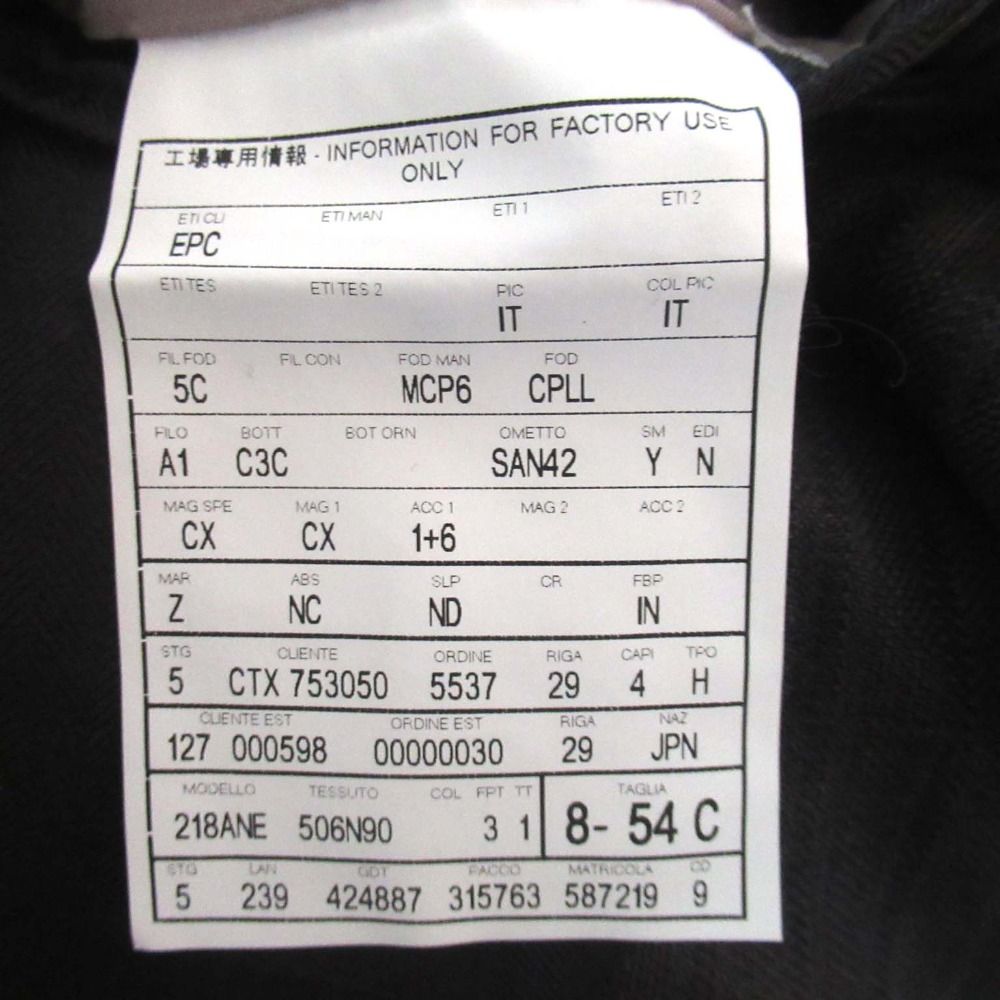 工場專用情報 - INFORMATION FOR FACTORY USE
ONLY
ETI CLI ETI MAN ETI 1 ETI 2
EPC
ETI TES ETI TES 2 PIC COL PIC
IT IT
FIL FOD FIL CON FOD MAN FOD
5C MCP6 CPLL
FILO BOTT BOT ORN OMETTO SM EDI
A1 C3C SAN42 Y N
MAG SPE MAG 1 ACC 1 MAG 2 ACC 2
CX CX 1+6
MAR ABS SLP CR FBP
Z NC ND IN
STG CLIENTE ORDINE RIGA CAPI TIPO
5 CTX 753050 5537 29 4 H
CLIENTE EST ORDINE EST RIGA NAZ
127 000598 00000030 29 JPN
MODELLO TESSUTO COL FPT TT TAGLIA
218ANE 506N90 3 1 8- 54 C
STG LAN GDT PACCO MATRICOLA CD
5 239 424887 315763 587219 9